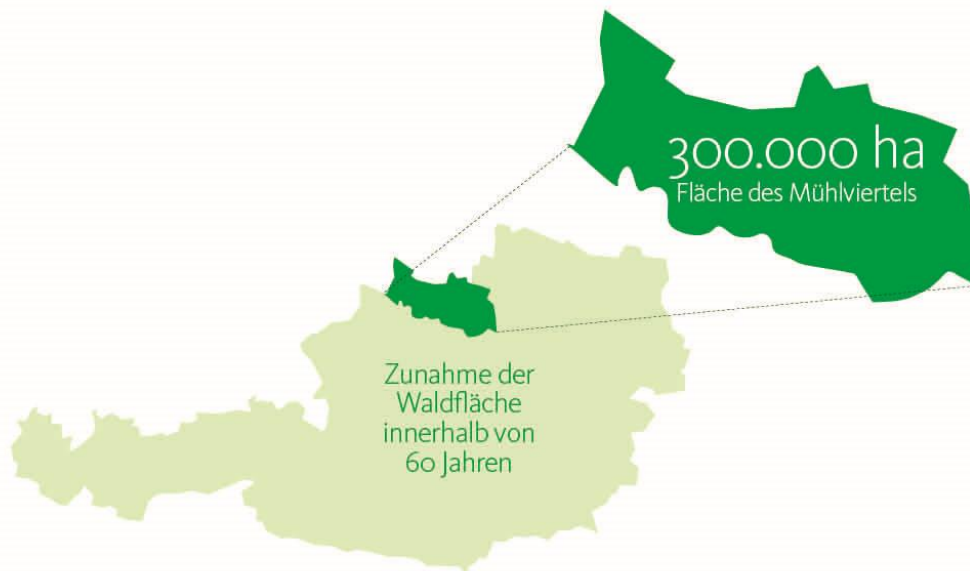 300.000 ha
Fläche des Mühlviertels
Zunahme der
Waldfläche
innerhalb von
60 Jahren